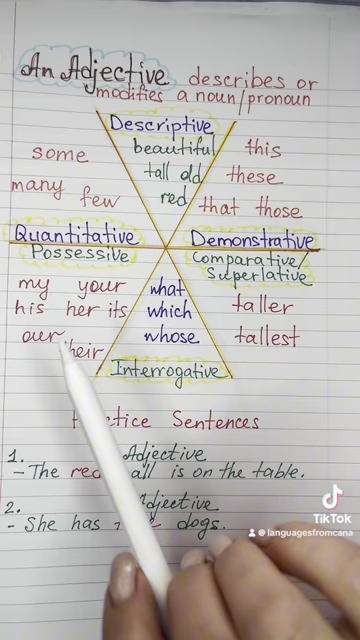 An Adjective describes or
modifies a noun/pronoun
Descriptive
some beautiful this
tall old these
many few red that those
Quantitative Demonstrative
Possessive Comparative/
Superlative
my your what
his her its which taller
our whose tallest
their
Interrogative
Practice Sentences
1. Adjective
- The red ball is on the table.
2. Adjective
- She has dogs.
TikTok
@languagesfromcana